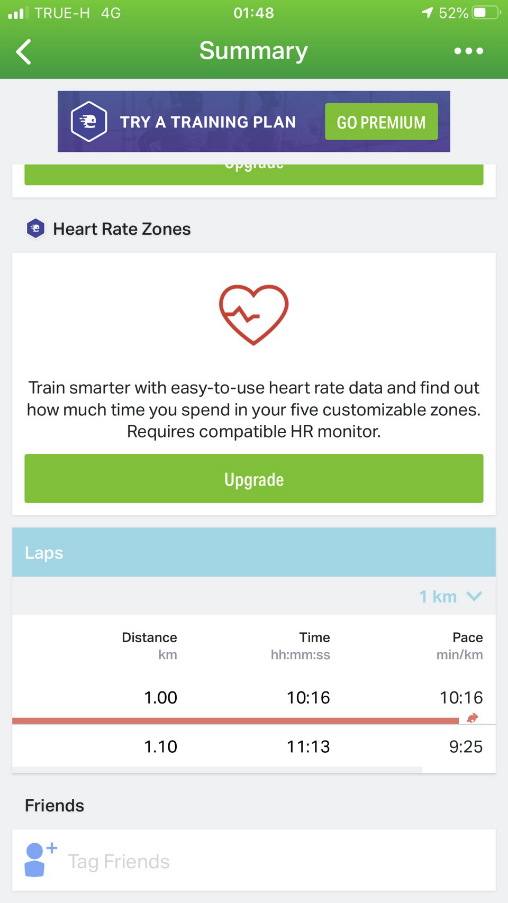 TRUE-H 4G 01:48 52%
Summary
TRY A TRAINING PLAN GO PREMIUM
Upgrade
Heart Rate Zones
Train smarter with easy-to-use heart rate data and find out
how much time you spend in your five customizable zones.
Requires compatible HR monitor.
Upgrade
Laps
1 km
Distance Time Pace
km hh:mm:ss min/km
1.00 10:16 10:16
1.10 11:13 9:25
Friends
Tag Friends